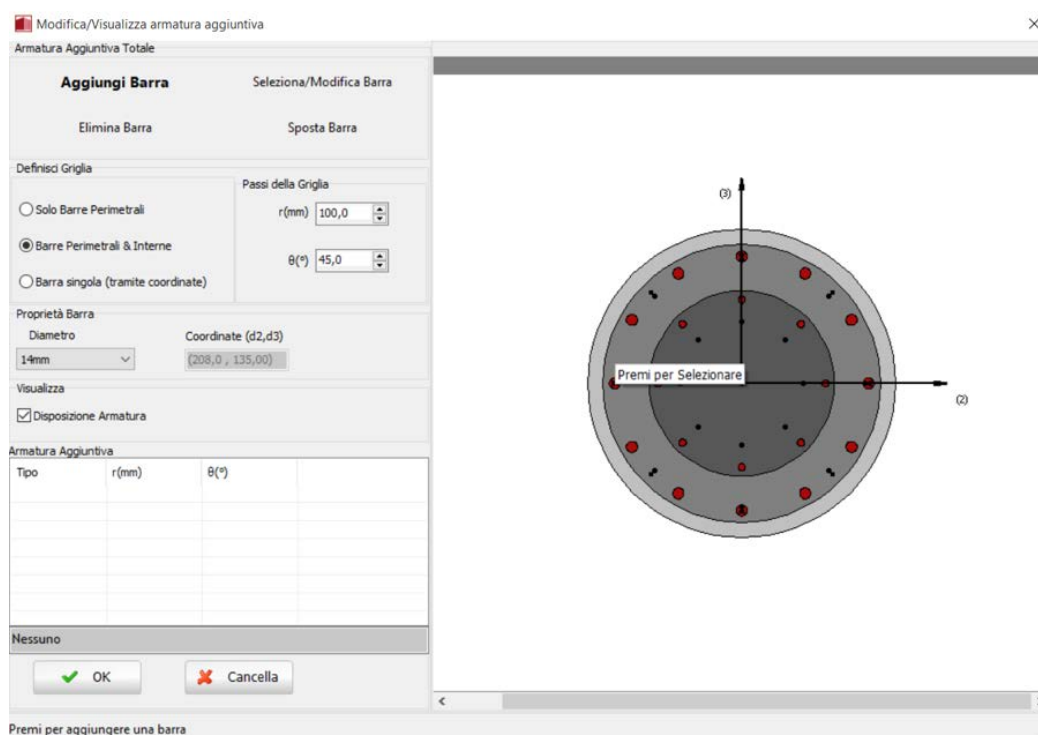 Modifica/Visualizza armatura aggiuntiva
Armatura Aggiuntiva Totale
Aggiungi Barra
Seleziona/Modifica Barra
Elimina Barra
Sposta Barra
Definisci Griglia
Solo Barre Perimetrali
Barre Perimetrali & Interne
Barra singola (tramite coordinate)
Passi della Griglia
r(mm) 100,0
θ(°) 45,0
Proprietà Barra
Diametro
Coordinate (d2,d3)
14mm
(208,0 , 135,00)
Visualizza
Disposizione Armatura
Armatura Aggiuntiva
Tipo r(mm) θ(°)
Nessuno
OK
Cancella
Premi per aggiungere una barra
(3)
Premi per Selezionare
(2)